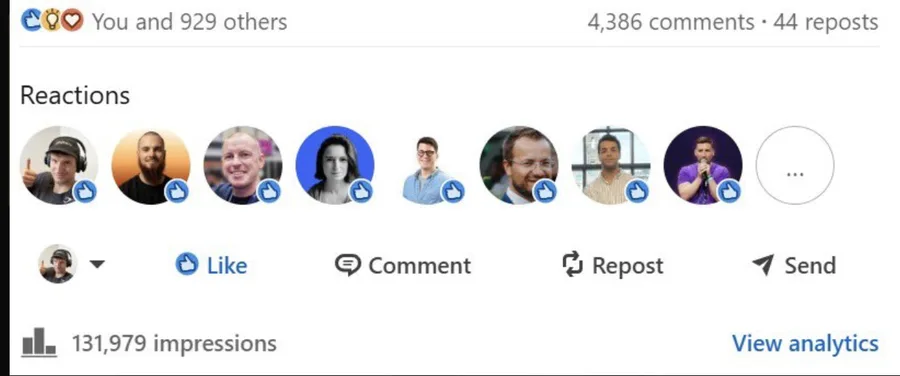 You and 929 others 4,386 comments • 44 reposts
Reactions
...
Like Comment Repost Send
131,979 impressions View analytics